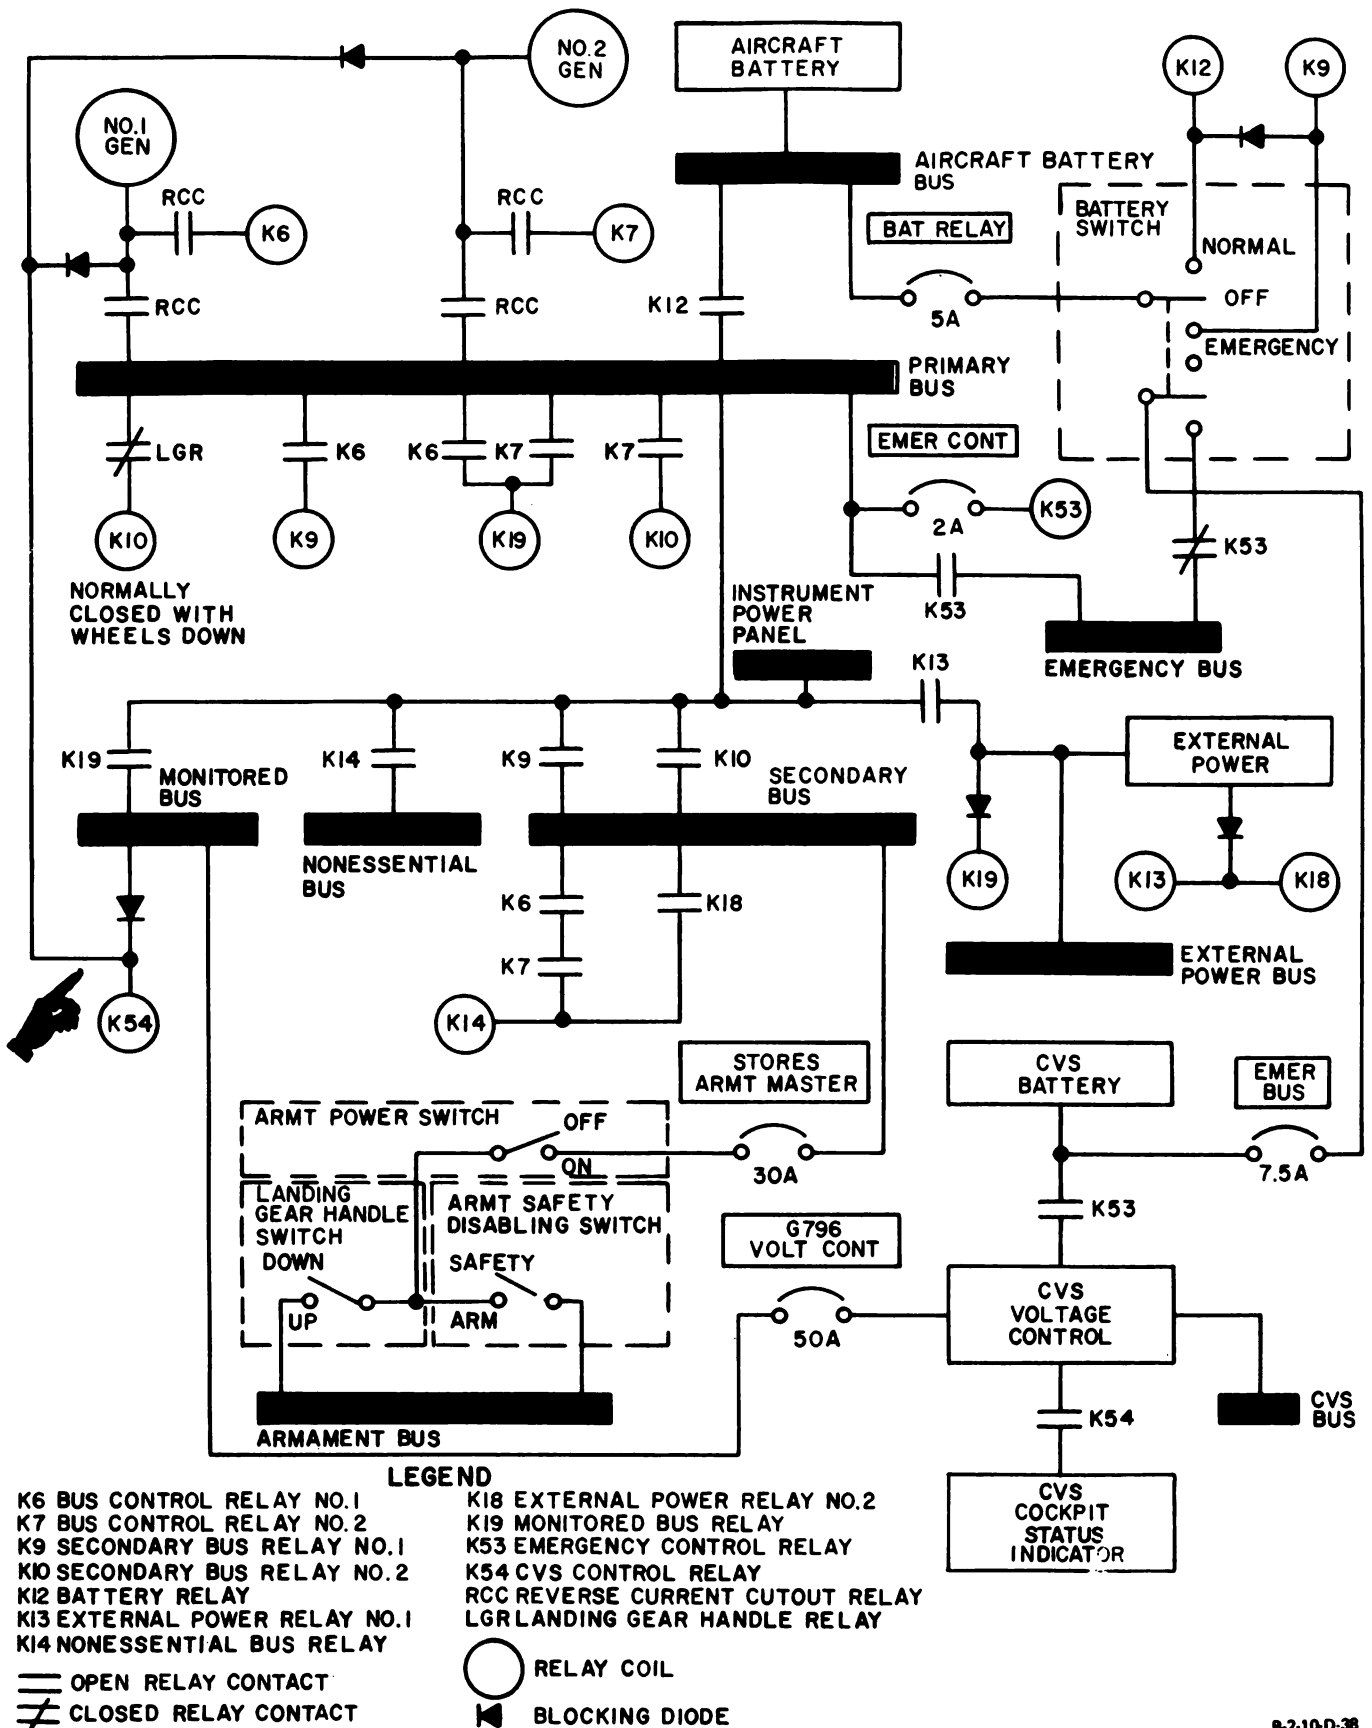 NO.2
GEN
AIRCRAFT
BATTERY
K12
K9
NO.1
GEN
AIRCRAFT BATTERY
BUS
RCC
K6
RCC
K7
BAT RELAY
BATTERY
SWITCH
NORMAL
RCC
RCC
K12
5A
OFF
EMERGENCY
PRIMARY
BUS
LGR
K6
K6
K7
K7
EMER CONT
K10
K9
K19
K10
2A
K53
K53
NORMALLY
CLOSED WITH
WHEELS DOWN
INSTRUMENT
POWER
PANEL
K53
EMERGENCY BUS
K13
K19
MONITORED
BUS
K14
K9
K10
SECONDARY
BUS
EXTERNAL
POWER
NONESSENTIAL
BUS
K19
K13
K18
K6
K18
K7
EXTERNAL
POWER BUS
K54
K14
STORES
ARMT MASTER
CVS
BATTERY
EMER
BUS
ARMT POWER SWITCH
OFF
ON
30A
7.5A
LANDING
GEAR HANDLE
SWITCH
DOWN
UP
ARMT SAFETY
DISABLING SWITCH
SAFETY
ARM
K53
G796
VOLT CONT
50A
CVS
VOLTAGE
CONTROL
K54
CVS
BUS
ARMAMENT BUS
CVS
COCKPIT
STATUS
INDICATOR
LEGEND
K6 BUS CONTROL RELAY NO.1
K7 BUS CONTROL RELAY NO.2
K9 SECONDARY BUS RELAY NO.1
K10 SECONDARY BUS RELAY NO.2
K12 BATTERY RELAY
K13 EXTERNAL POWER RELAY NO.1
K14 NONESSENTIAL BUS RELAY
K18 EXTERNAL POWER RELAY NO.2
K19 MONITORED BUS RELAY
K53 EMERGENCY CONTROL RELAY
K54 CVS CONTROL RELAY
RCC REVERSE CURRENT CUTOUT RELAY
LGR LANDING GEAR HANDLE RELAY
OPEN RELAY CONTACT
CLOSED RELAY CONTACT
RELAY COIL
BLOCKING DIODE